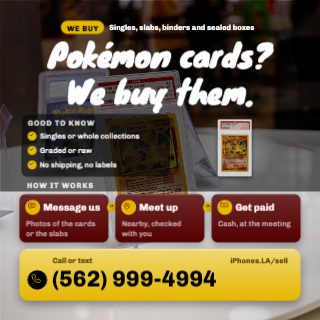 WE BUY Singles, slabs, binders and sealed boxes
Pokémon cards?
We buy them.
GOOD TO KNOW
Singles or whole collections
Graded or raw
No shipping, no labels
HOW IT WORKS
Message us
Photos of the cards
or the slabs
Meet up
Nearby, checked
with you
Get paid
Cash, at the meeting
Call or text
iPhones.LA/sell
(562) 999-4994